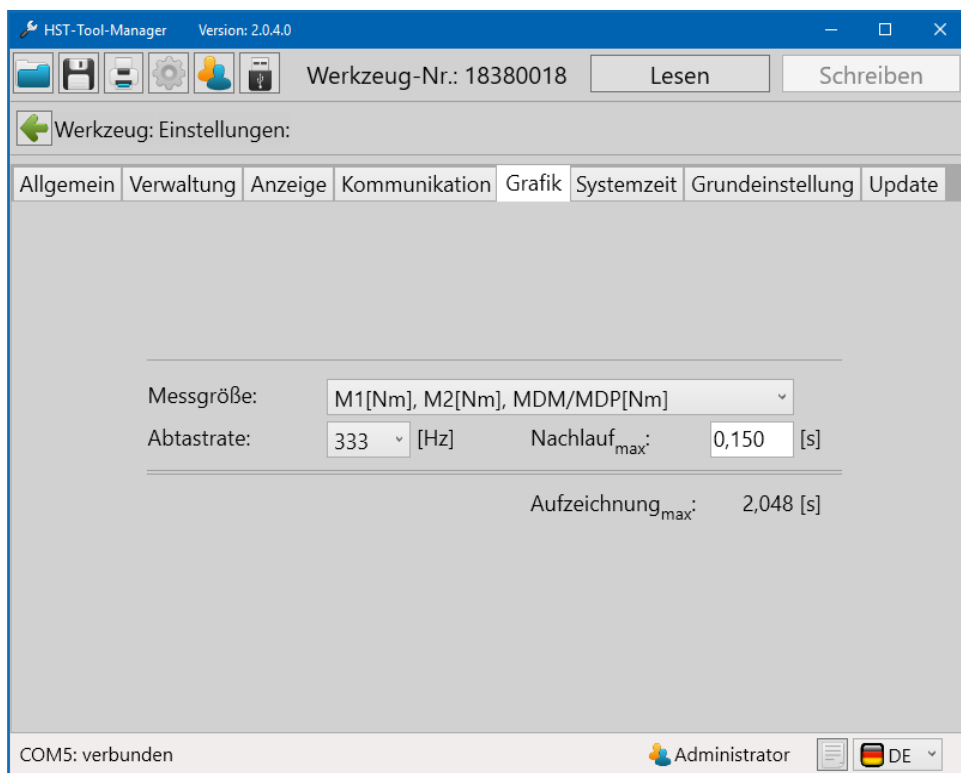 HST-Tool-Manager Version: 2.0.4.0
Werkzeug-Nr.: 18380018 Lesen Schreiben
Werkzeug: Einstellungen:
Allgemein Verwaltung Anzeige Kommunikation Grafik Systemzeit Grundeinstellung Update
Messgröße: M1[Nm], M2[Nm], MDM/MDP[Nm]
Abtastrate: 333 [Hz] Nachlaufmax: 0,150 [s]
Aufzeichnungmax: 2,048 [s]
COM5: verbunden Administrator DE